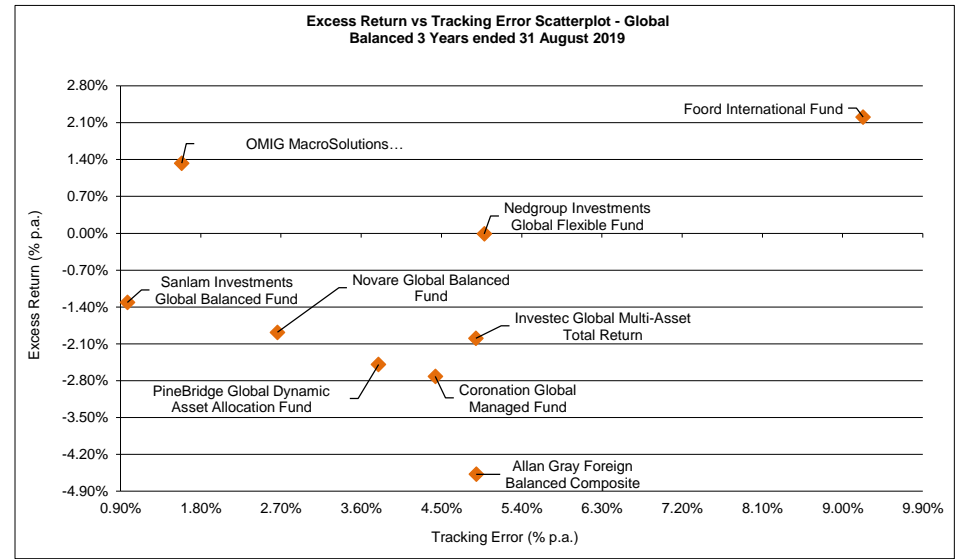 Excess Return vs Tracking Error Scatterplot - Global
Balanced 3 Years ended 31 August 2019
2.80%
2.10%
1.40%
0.70%
0.00%
-0.70%
-1.40%
-2.10%
-2.80%
-3.50%
-4.20%
-4.90%
Excess Return (% p.a.)
Foord International Fund
OMIG MacroSolutions…
Nedgroup Investments
Global Flexible Fund
Sanlam Investments
Global Balanced Fund
Novare Global Balanced
Fund
Investec Global Multi-Asset
Total Return
PineBridge Global Dynamic
Asset Allocation Fund
Coronation Global
Managed Fund
Allan Gray Foreign
Balanced Composite
0.90% 1.80% 2.70% 3.60% 4.50% 5.40% 6.30% 7.20% 8.10% 9.00% 9.90%
Tracking Error (% p.a.)